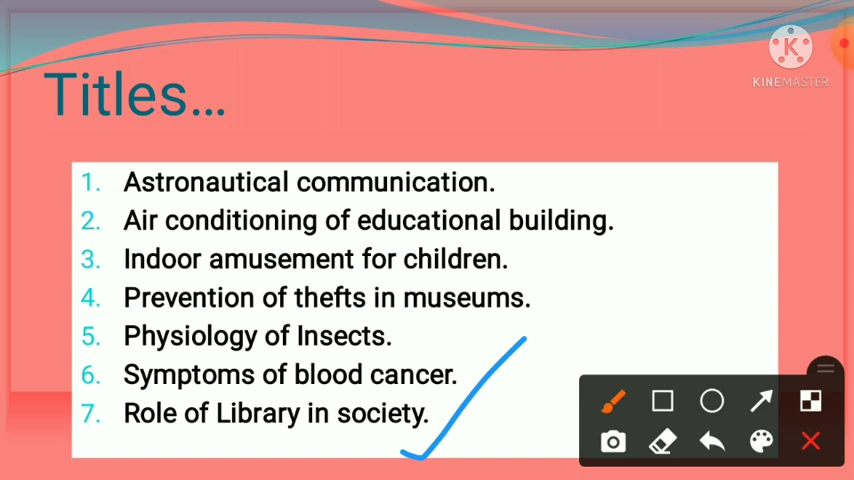 KINEMASTER
Titles...
1. Astronautical communication.
2. Air conditioning of educational building.
3. Indoor amusement for children.
4. Prevention of thefts in museums.
5. Physiology of Insects.
6. Symptoms of blood cancer.
7. Role of Library in society.